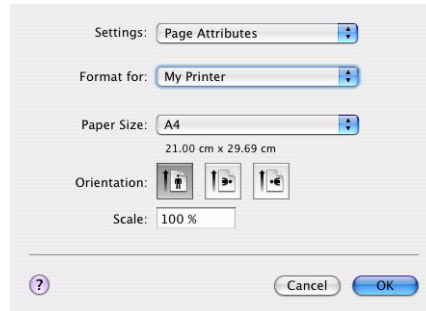 Settings: Page Attributes
Format for: My Printer
Paper Size: A4
21.00 cm x 29.69 cm
Orientation:
Scale: 100 %
? Cancel OK